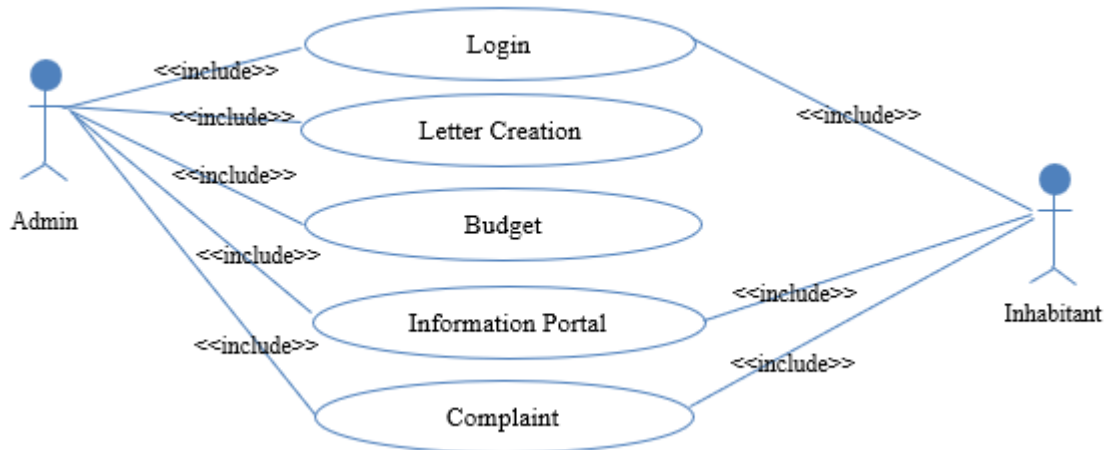 Login
<<include>>
<<include>>
<<include>>
Letter Creation
<<include>>
Admin
Budget
<<include>>
<<include>>
Inhabitant
Information Portal
<<include>>
<<include>>
Complaint